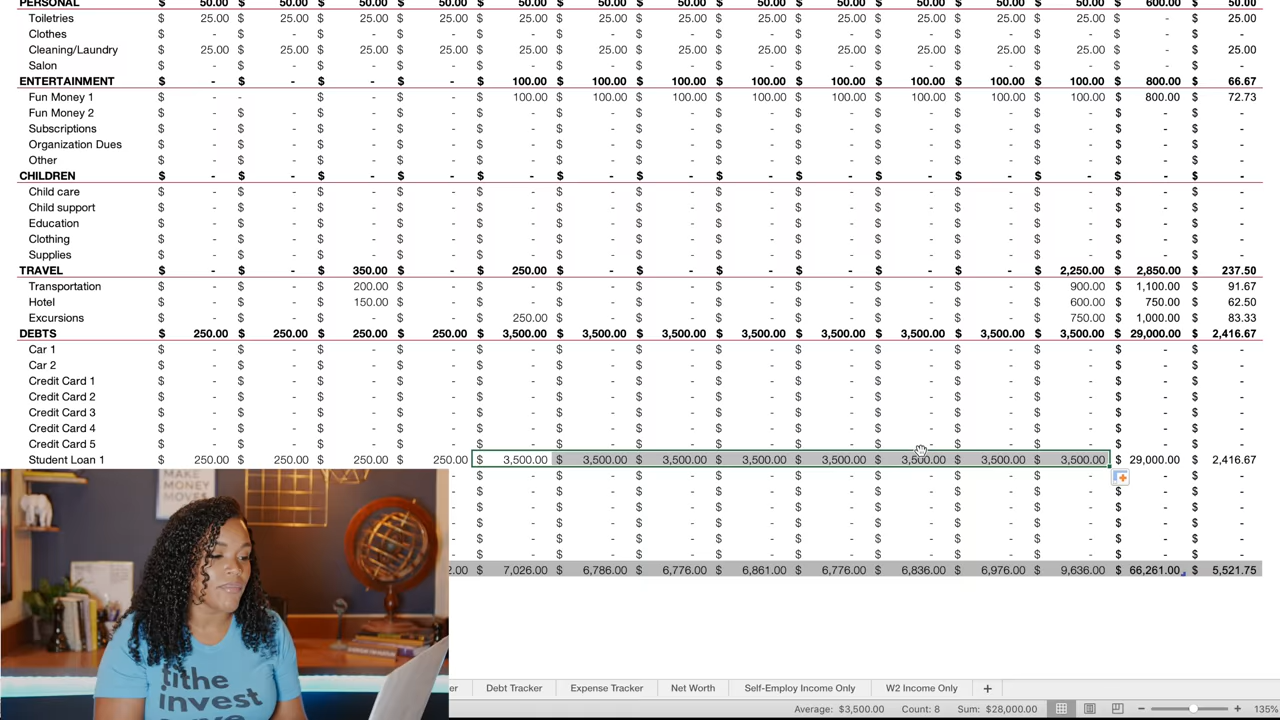 PERSONAL $ 50.00 $ 50.00 $ 50.00 $ 50.00 $ 50.00 $ 50.00 $ 50.00 $ 50.00 $ 50.00 $ 50.00 $ 50.00 $ 50.00 $ 600.00 $ 50.00
Toiletries $ 25.00 $ 25.00 $ 25.00 $ 25.00 $ 25.00 $ 25.00 $ 25.00 $ 25.00 $ 25.00 $ 25.00 $ 25.00 $ 25.00 $ - $ 25.00
Clothes $ - $ - $ - $ - $ - $ - $ - $ - $ - $ - $ - $ - $ - $ -
Cleaning/Laundry $ 25.00 $ 25.00 $ 25.00 $ 25.00 $ 25.00 $ 25.00 $ 25.00 $ 25.00 $ 25.00 $ 25.00 $ 25.00 $ 25.00 $ - $ 25.00
Salon $ - $ - $ - $ - $ - $ - $ - $ - $ - $ - $ - $ - $ - $ -
ENTERTAINMENT $ - $ - $ - $ - $ 100.00 $ 100.00 $ 100.00 $ 100.00 $ 100.00 $ 100.00 $ 100.00 $ 100.00 $ 800.00 $ 66.67
Fun Money 1 $ - - $ - $ - $ 100.00 $ 100.00 $ 100.00 $ 100.00 $ 100.00 $ 100.00 $ 100.00 $ 100.00 $ 800.00 $ 72.73
Fun Money 2 $ - $ - $ - $ - $ - $ - $ - $ - $ - $ - $ - $ - $ - $ -
Subscriptions $ - $ - $ - $ - $ - $ - $ - $ - $ - $ - $ - $ - $ - $ -
Organization Dues $ - $ - $ - $ - $ - $ - $ - $ - $ - $ - $ - $ - $ - $ -
Other $ - $ - $ - $ - $ - $ - $ - $ - $ - $ - $ - $ - $ - $ -
CHILDREN $ - $ - $ - $ - $ - $ - $ - $ - $ - $ - $ - $ - $ - $ -
Child care $ - $ - $ - $ - $ - $ - $ - $ - $ - $ - $ - $ - $ - $ -
Child support $ - $ - $ - $ - $ - $ - $ - $ - $ - $ - $ - $ - $ - $ -
Education $ - $ - $ - $ - $ - $ - $ - $ - $ - $ - $ - $ - $ - $ -
Clothing $ - $ - $ - $ - $ - $ - $ - $ - $ - $ - $ - $ - $ - $ -
Supplies $ - $ - $ - $ - $ - $ - $ - $ - $ - $ - $ - $ - $ - $ -
TRAVEL $ - $ - $ 350.00 $ - $ 250.00 $ - $ - $ - $ - $ - $ - $ 2,250.00 $ 2,850.00 $ 237.50
Transportation $ - $ - $ 200.00 $ - $ - $ - $ - $ - $ - $ - $ - $ 900.00 $ 1,100.00 $ 91.67
Hotel $ - $ - $ 150.00 $ - $ - $ - $ - $ - $ - $ - $ - $ 600.00 $ 750.00 $ 62.50
Excursions $ - $ - $ - $ - $ 250.00 $ - $ - $ - $ - $ - $ - $ 750.00 $ 1,000.00 $ 83.33
DEBTS $ 250.00 $ 250.00 $ 250.00 $ 250.00 $ 3,500.00 $ 3,500.00 $ 3,500.00 $ 3,500.00 $ 3,500.00 $ 3,500.00 $ 3,500.00 $ 3,500.00 $ 29,000.00 $ 2,416.67
Car 1 $ - $ - $ - $ - $ - $ - $ - $ - $ - $ - $ - $ - $ - $ -
Car 2 $ - $ - $ - $ - $ - $ - $ - $ - $ - $ - $ - $ - $ - $ -
Credit Card 1 $ - $ - $ - $ - $ - $ - $ - $ - $ - $ - $ - $ - $ - $ -
Credit Card 2 $ - $ - $ - $ - $ - $ - $ - $ - $ - $ - $ - $ - $ - $ -
Credit Card 3 $ - $ - $ - $ - $ - $ - $ - $ - $ - $ - $ - $ - $ - $ -
Credit Card 4 $ - $ - $ - $ - $ - $ - $ - $ - $ - $ - $ - $ - $ - $ -
Credit Card 5 $ - $ - $ - $ - $ - $ - $ - $ - $ - $ - $ - $ - $ - $ -
Student Loan 1 $ 250.00 $ 250.00 $ 250.00 $ 250.00 $ 3,500.00 $ 3,500.00 $ 3,500.00 $ 3,500.00 $ 3,500.00 $ 3,500.00 $ 3,500.00 $ 3,500.00 $ 29,000.00 $ 2,416.67
- $ - $ - $ - $ - $ - $ - $ - $ - $ - $ -
- $ - $ - $ - $ - $ - $ - $ - $ - $ - $ -
- $ - $ - $ - $ - $ - $ - $ - $ - $ - $ -
- $ - $ - $ - $ - $ - $ - $ - $ - $ - $ -
- $ - $ - $ - $ - $ - $ - $ - $ - $ - $ -
- $ - $ - $ - $ - $ - $ - $ - $ - $ - $ -
2.00 $ 7,026.00 $ 6,786.00 $ 6,776.00 $ 6,861.00 $ 6,776.00 $ 6,836.00 $ 6,976.00 $ 9,636.00 $ 66,261.00 $ 5,521.75
MAKE
MONEY
MOVES
tithe
invest
er Debt Tracker Expense Tracker Net Worth Self-Employ Income Only W2 Income Only +
Average: $3,500.00 Count: 8 Sum: $28,000.00 - + 135%